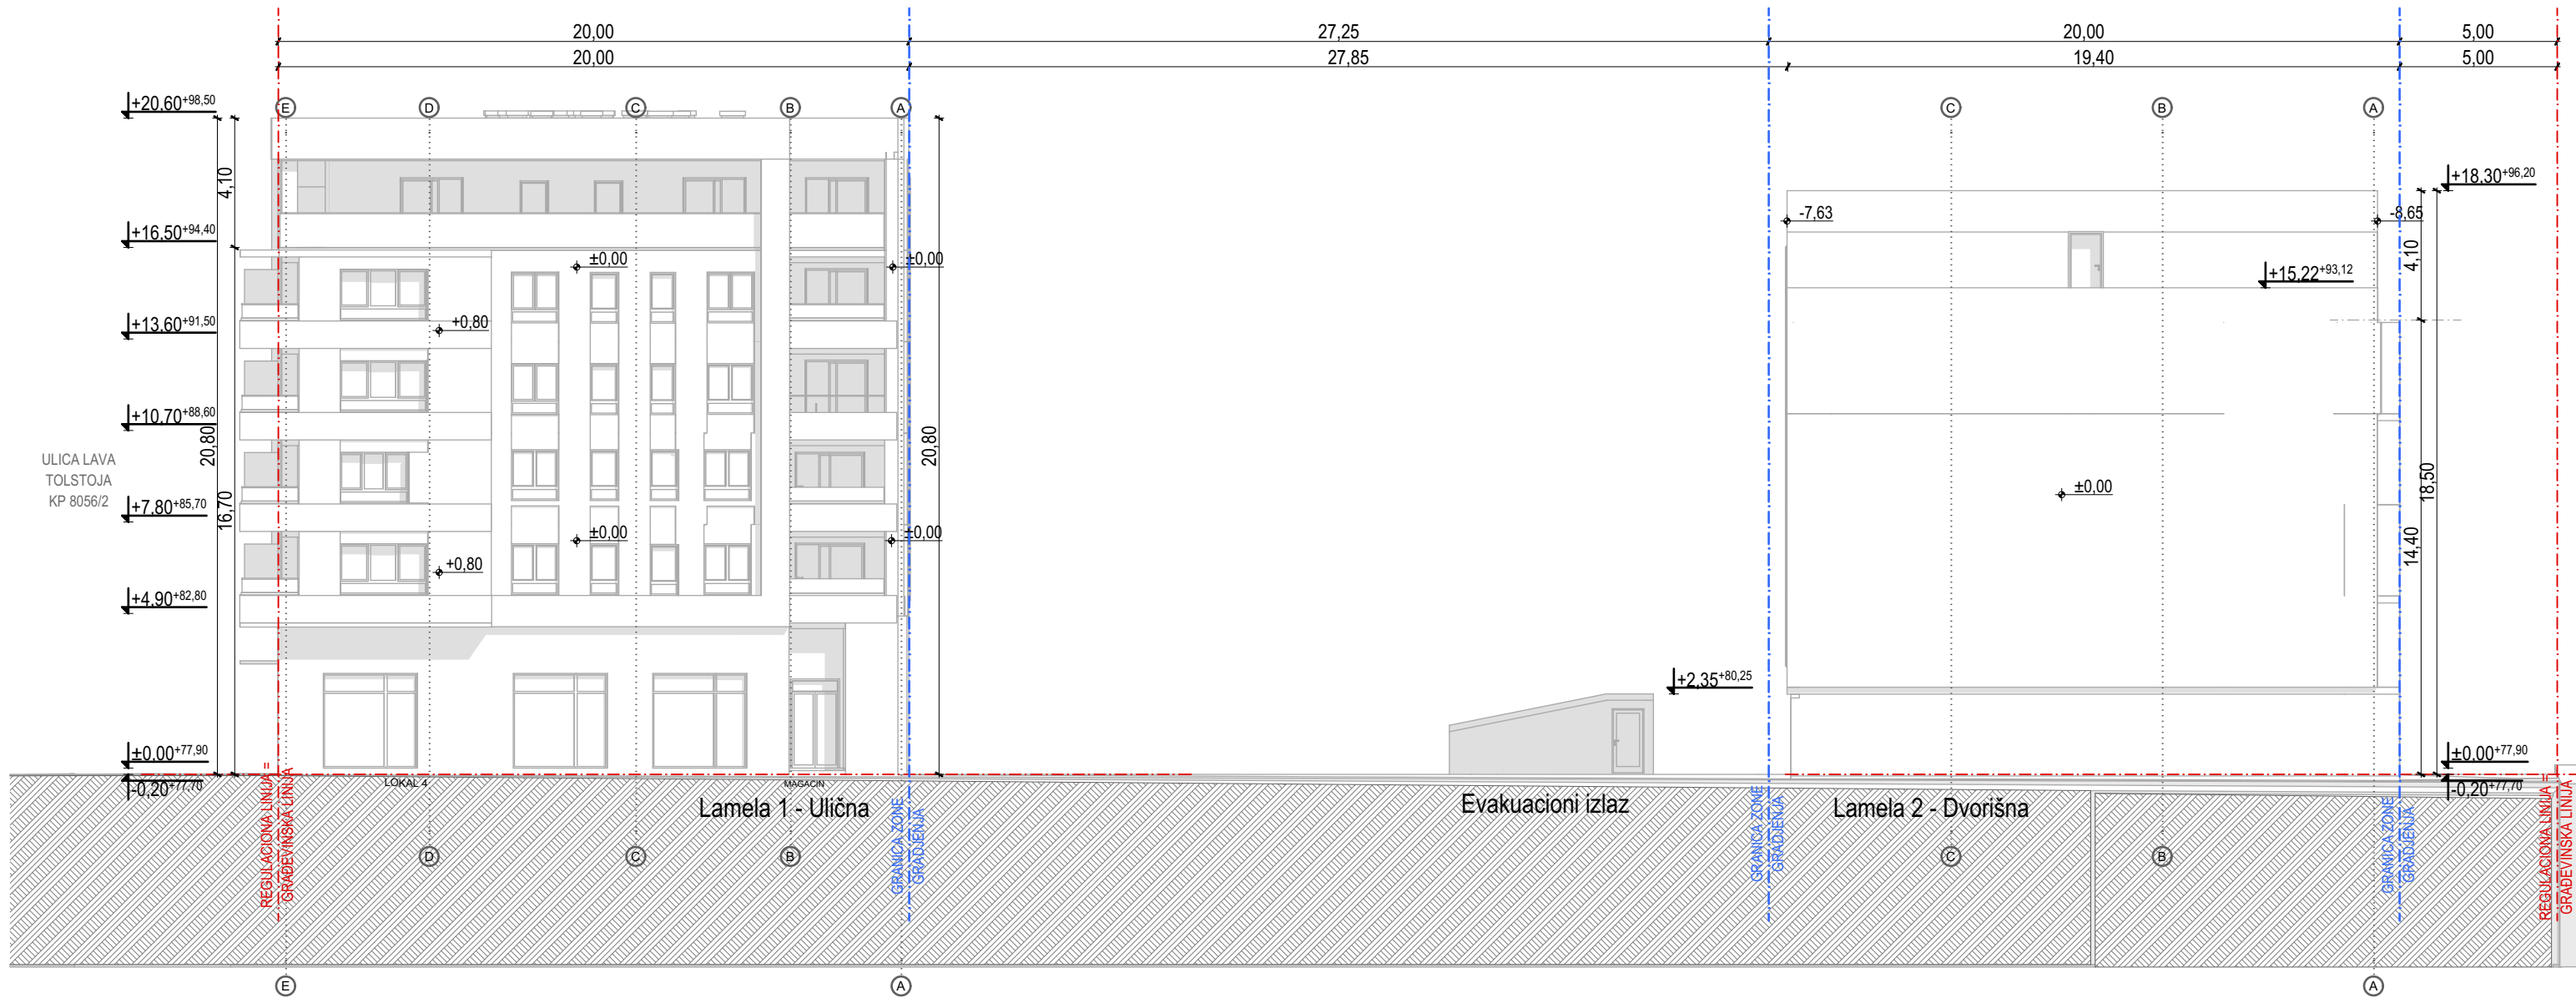 20,00 27,25 20,00 5,00
20,00 27,85 19,40 5,00
+20.60+98,50
E D C B A C B A
4,10
+18.30+96,20
-7,63 -8,65
+16,50+94,40
±0,00 ±0,00
4,10
+15,22+93,12
+13.60+91,50
+0,80
+10.70+88,60
20,80 20,80
ULICA LAVA
TOLSTOJA
KP 8056/2
+7.80+85,70
16,70
±0,00 ±0,00
±0,00
18,50
14,40
+0,80
+4.90+82,80
+2,35+80,25
±0.00+77,90
±0.00+77,90
-0,20+77,70
-0,20+77,70
LOKAL 4
MAGACIN
Lamela 1 - Ulična
Evakuacioni izlaz
Lamela 2 - Dvorišna
REGULACIONA LINIJA =
GRAĐEVINSKA LINIJA
GRANICA ZONE
GRADJENJA
GRANICA ZONE
GRADJENJA
GRANICA ZONE
GRADJENJA
REGULACIONA LINIJA =
GRAĐEVINSKA LINIJA
D C B C B
E A A